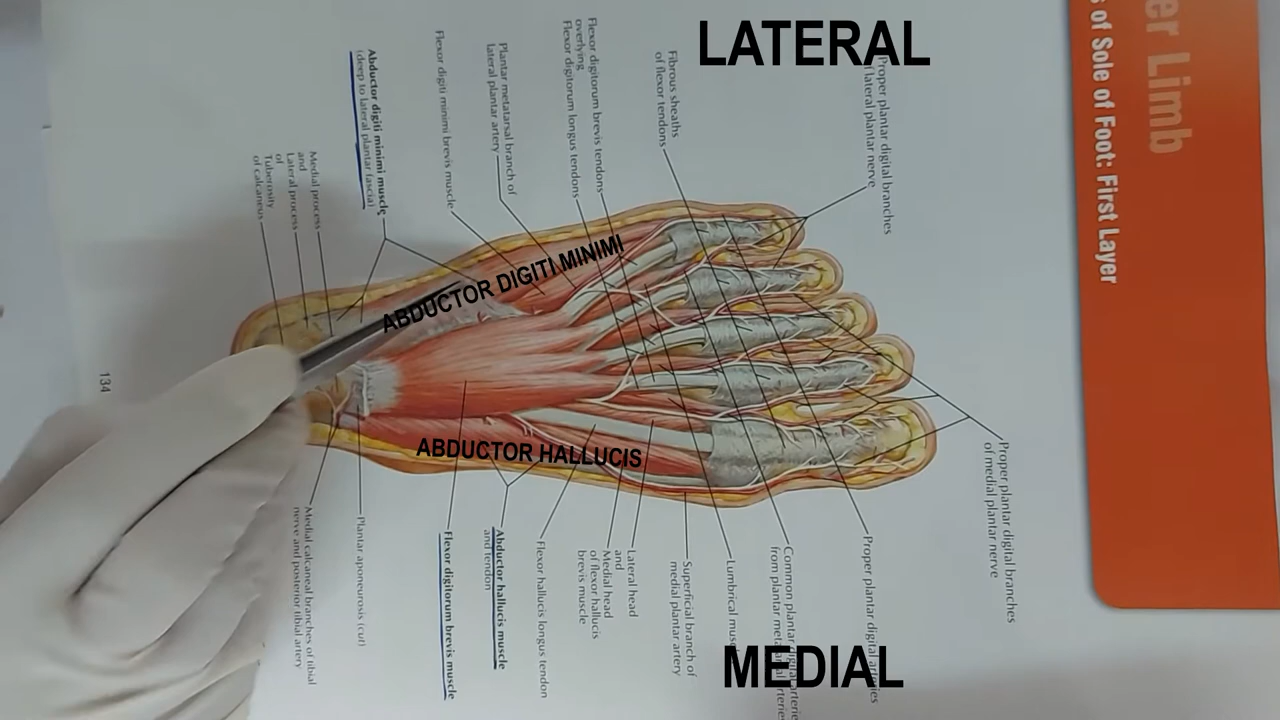 LATERAL
MEDIAL
ABDUCTOR DIGITI MINIMI
ABDUCTOR HALLUCIS
er Limb
s of Sole of Foot: First Layer
Proper plantar digital branches
lateral plantar nerve
Fibrous sheaths
of flexor tendons
Flexor digitorum brevis tendons
overlying
Flexor digitorum longus tendons
Plantar metatarsal branch of
lateral plantar artery
Flexor digiti minimi brevis muscle
Abductor digiti minimi muscle
(deep to lateral plantar fascia)
Medial process
and
Lateral process
of
Tuberosity
of calcaneus
134
Proper plantar digital branches
of medial plantar nerve
Proper plantar digital arteries
Common plantar digital arteries
from plantar metatarsal arteries
Lumbrical
Superficial branch of
medial plantar artery
Lateral head
and
Medial head
of flexor hallucis
brevis muscle
Flexor hallucis longus tendon
Abductor hallucis muscle
and tendon
Flexor digitorum brevis muscle
Plantar aponeurosis (cut)
Medial calcaneal branches of tibial
nerve and posterior tibial artery